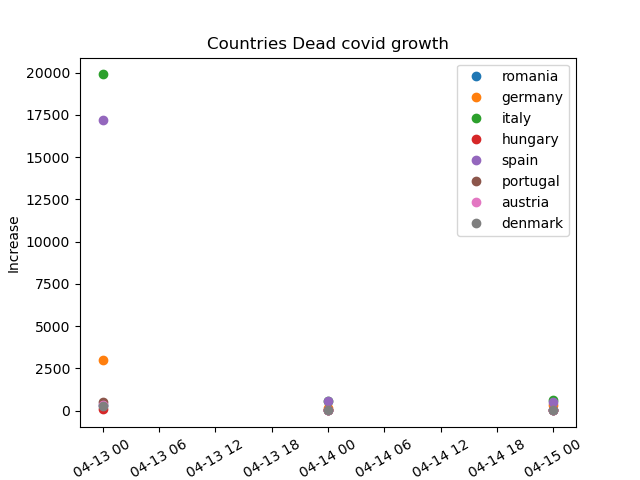 Countries Dead covid growth
Increase
20000
17500
15000
12500
10000
7500
5000
2500
0
romania
germany
italy
hungary
spain
portugal
austria
denmark
04-13 00
04-13 06
04-13 12
04-13 18
04-14 00
04-14 06
04-14 12
04-14 18
04-15 00